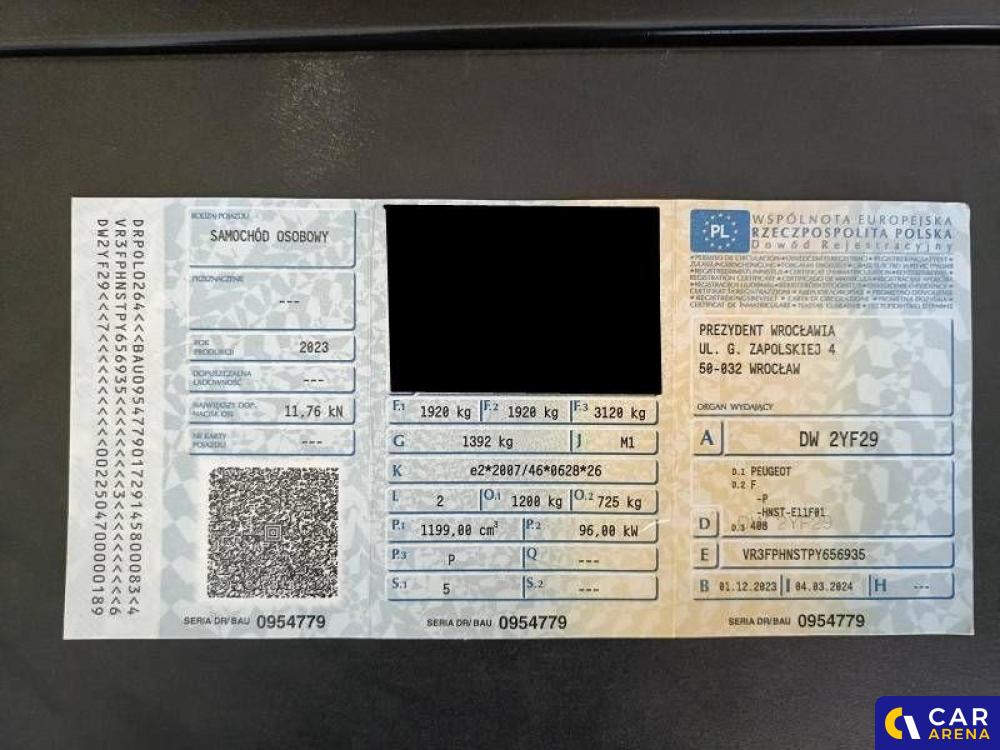 DRPOLO264<<<BAU0954779017291458000083<4
VR3FPHNSTPY656935<<<<<<<3<<<<<<<<<<<<<6
RODZAJ POJAZDU
SAMOCHÓD OSOBOWY
PRZEZNACZENIE
---
ROK PRODUKCJI 2023
DOPUSZCZALNA ŁADOWNOŚĆ ---
NAJWIĘKSZY DOP. NACISK OSI 11,76 kN
NR KARTY POJAZDU ---
SERIA DR/BAU 0954779
F.1 1920 kg F.2 1920 kg F.3 3120 kg
G 1392 kg J M1
K e2*2007/46*0628*26
L 2 O.1 1200 kg O.2 725 kg
P.1 1199,00 cm³ P.2 96,00 kW
P.3 P Q ---
S.1 5 S.2 ---
SERIA DR/BAU 0954779
PL
WSPÓLNOTA EUROPEJSKA
RZECZPOSPOLITA POLSKA
Dowód Rejestracyjny
PREZYDENT WROCŁAWIA
UL. G. ZAPOLSKIEJ 4
50-032 WROCŁAW
ORGAN WYDAJĄCY
A DW 2YF29
D.1 PEUGEOT
D.2 F
-P
-HNST-E11F01
D D.3 408
E VR3FPHNSTPY656935
B 01.12.2023 I 04.03.2024 H ---
SERIA DR/BAU 0954779
CAR
ARENA